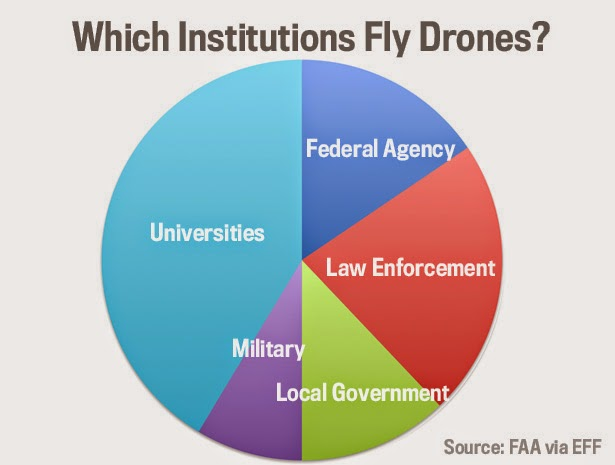 Which Institutions Fly Drones?
Federal Agency
Universities
Law Enforcement
Military
Local Government
Source: FAA via EFF